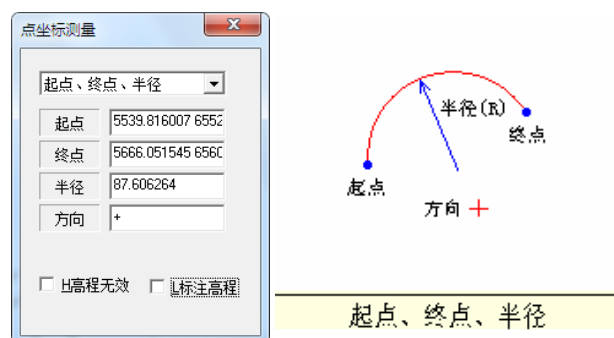 点坐标测量
起点、终点、半径
起点 5539.816007 6552
终点 5666.051545 6560
半径 87.606264
方向 +
H高程无效 L标注高程
半径(R)
终点
起点
方向 +
起点、终点、半径